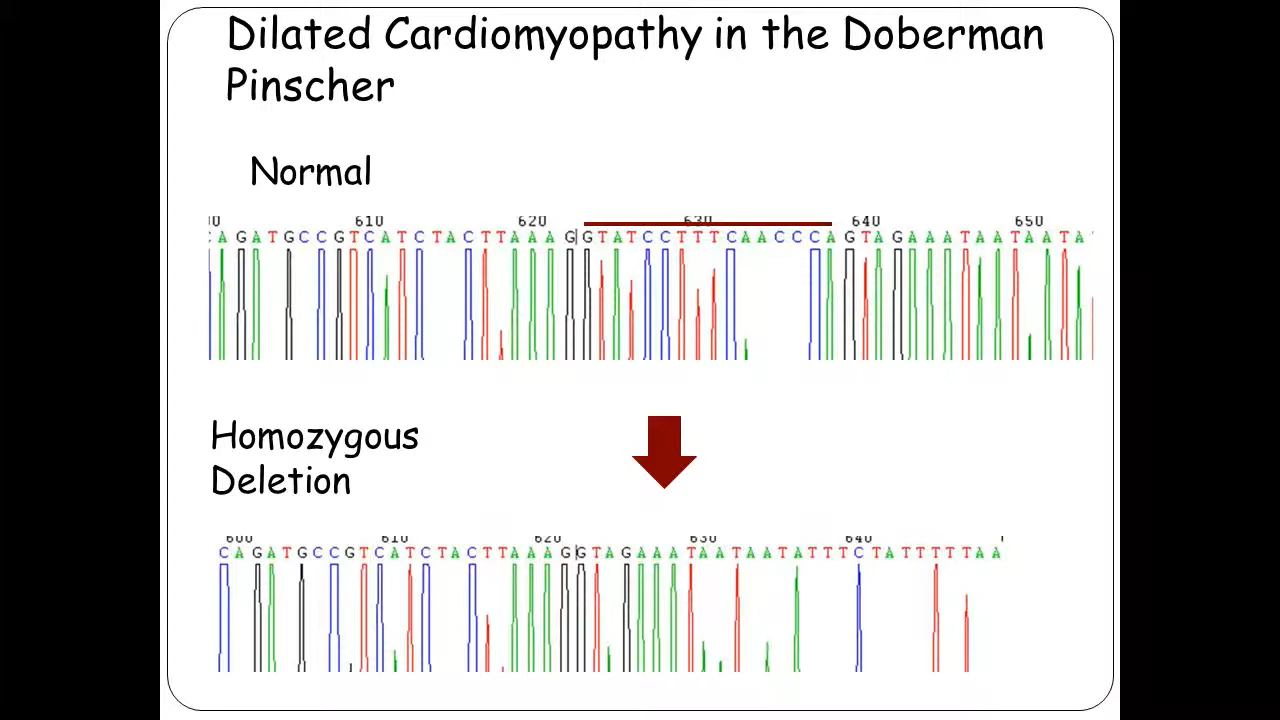 Dilated Cardiomyopathy in the Doberman
Pinscher
Normal
610 620 630 640 650
AGATGCCGTCATCTACTTAAAGGTATCCTTTCAACCCAGTAGAAATAATAATA
Homozygous
Deletion
600 610 620 630 640
CAGATGCCGTCATCTACTTAAAGGTAGAAATAATAATATTTCTATTTTTAA